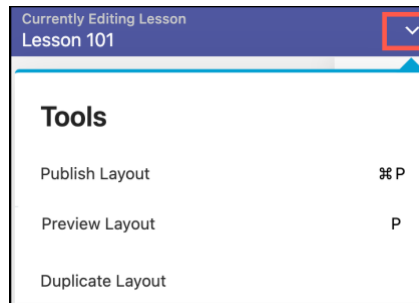 Currently Editing Lesson
Lesson 101
Tools
Publish Layout ⌘ P
Preview Layout P
Duplicate Layout